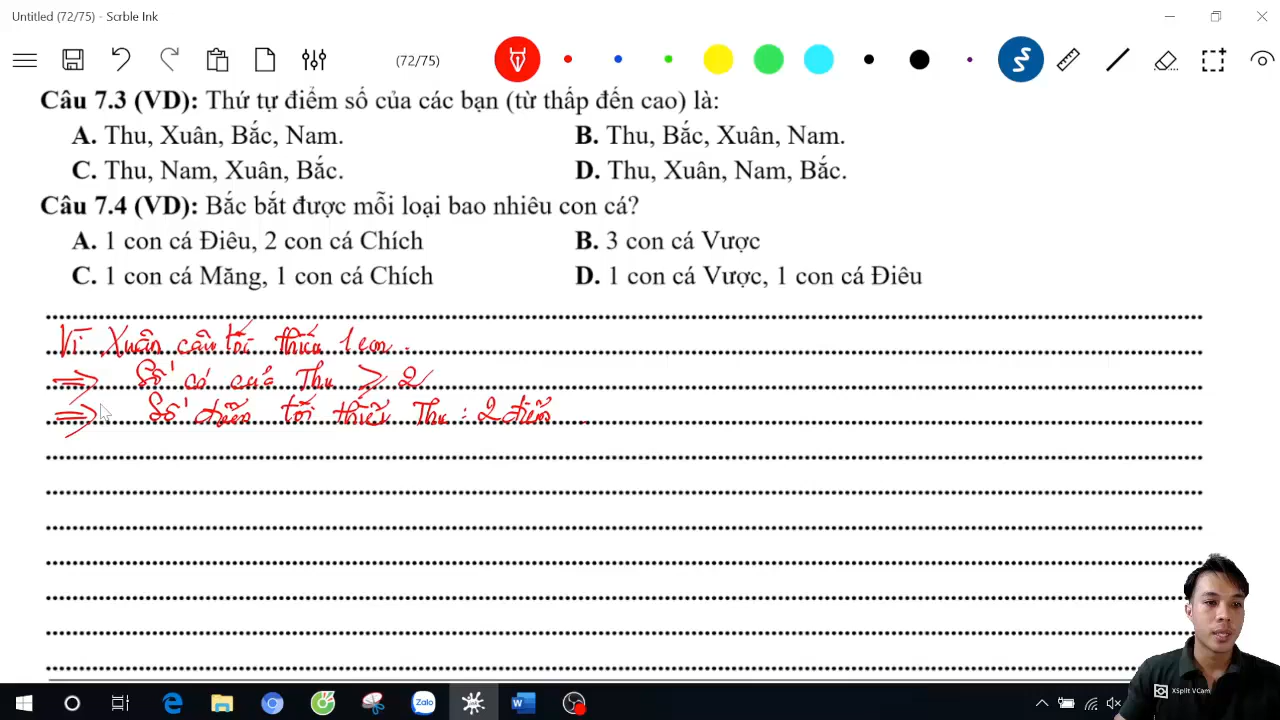 Untitled (72/75) - Scrble Ink
(72/75)
Câu 7.3 (VD): Thứ tự điểm số của các bạn (từ thấp đến cao) là:
A. Thu, Xuân, Bắc, Nam.
B. Thu, Bắc, Xuân, Nam.
C. Thu, Nam, Xuân, Bắc.
D. Thu, Xuân, Nam, Bắc.
Câu 7.4 (VD): Bắc bắt được mỗi loại bao nhiêu con cá?
A. 1 con cá Điêu, 2 con cá Chích
B. 3 con cá Vược
C. 1 con cá Măng, 1 con cá Chích
D. 1 con cá Vược, 1 con cá Điêu
Vì Xuân câu tối thiểu 1 con.
=> Số cá của Thu ≥ 2
=> Số điểm tối thiểu Thu : 2 điểm
Zalo
XSplit VCam